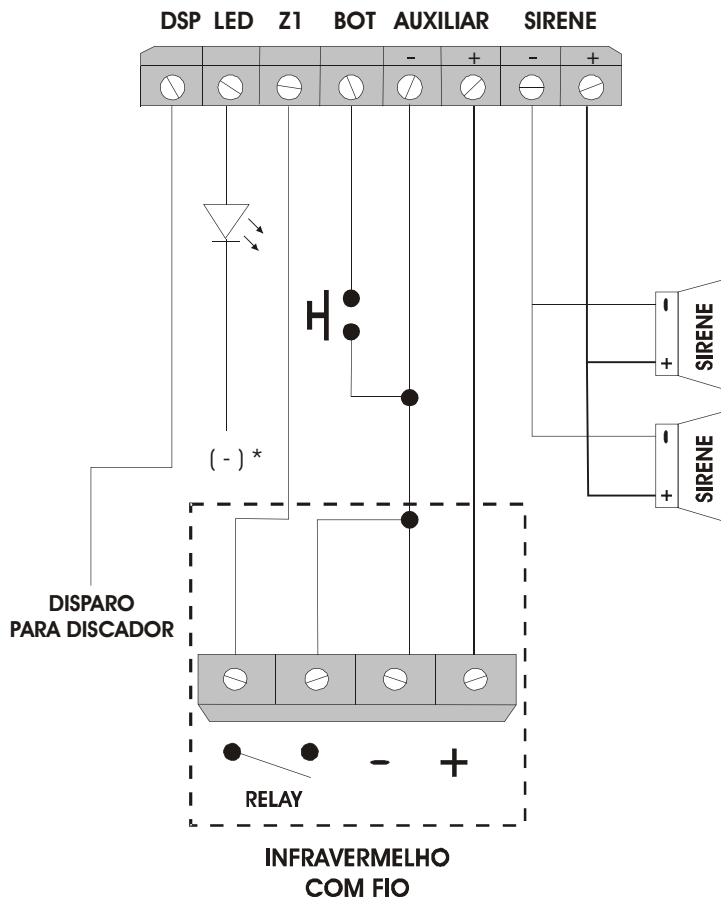 DSP LED Z1 BOT AUXILIAR SIRENE
- + - +
- SIRENE
+
(-)*
- SIRENE
+
DISPARO
PARA DISCADOR
- +
RELAY
INFRAVERMELHO
COM FIO